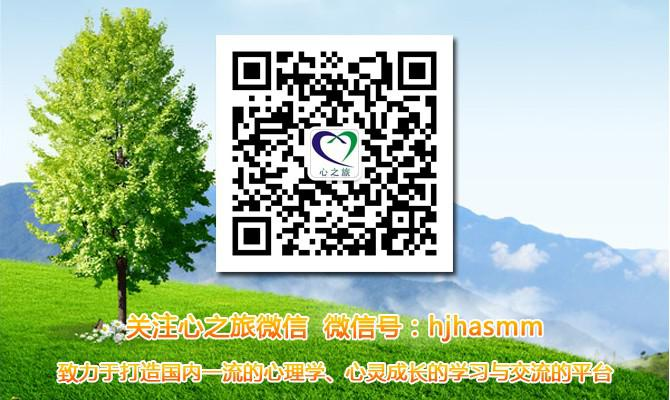 心之旅
关注心之旅微信 微信号：hjhasmm
致力于打造国内一流的心理学、心灵成长的学习与交流的平台